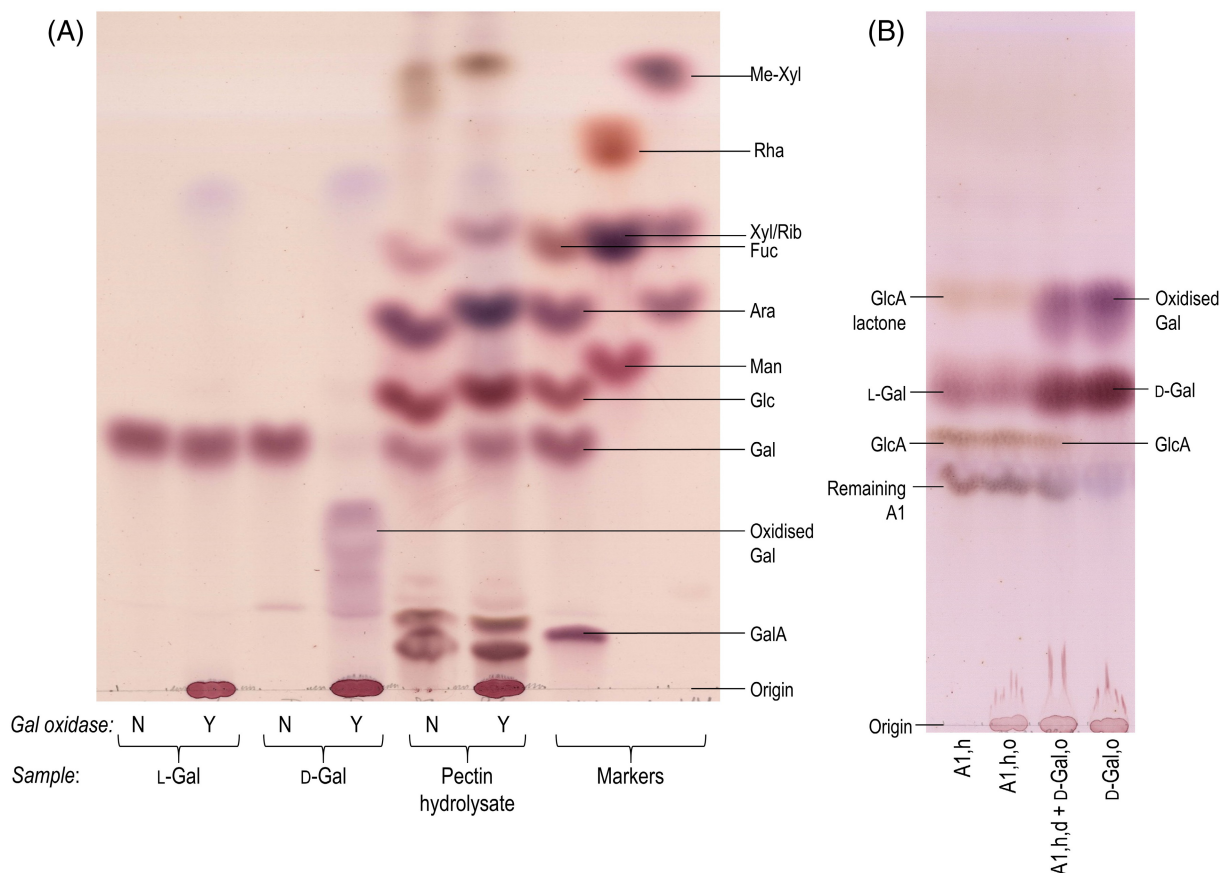 (A)
Me-Xyl
Rha
Xyl/Rib
Fuc
Ara
Man
Glc
Gal
Oxidised
Gal
GalA
Origin
Gal oxidase: N Y N Y N Y
Sample: L-Gal D-Gal Pectin
hydrolysate Markers
(B)
GlcA
lactone
Oxidised
Gal
L-Gal
D-Gal
GlcA
GlcA
Remaining
A1
Origin
A1,h
A1,h,o
A1,h,d + D-Gal,o
D-Gal,o